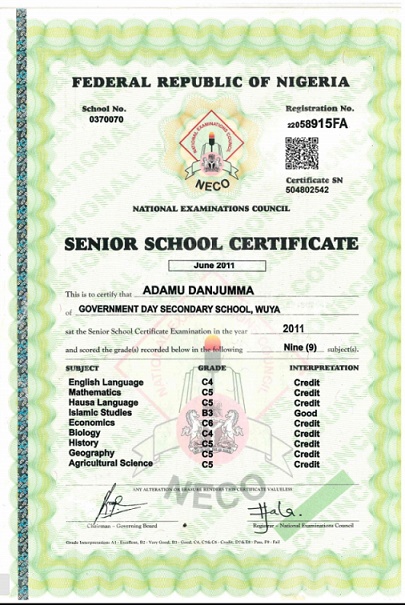 FEDERAL REPUBLIC OF NIGERIA
School No.
0370070
Registration No.
22058915FA
NATIONAL EXAMINATIONS COUNCIL
NECO
Certificate SN
504802542
NATIONAL EXAMINATIONS COUNCIL
SENIOR SCHOOL CERTIFICATE
June 2011
This is to certify that ADAMU DANJUMMA
of GOVERNMENT DAY SECONDARY SCHOOL, WUYA
sat the Senior School Certificate Examination in the year 2011
and scored the grade(s) recorded below in the following Nine (9) subject(s).
SUBJECT GRADE INTERPRETATION
English Language C4 Credit
Mathematics C5 Credit
Hausa Language C5 Credit
Islamic Studies B3 Good
Economics C6 Credit
Biology C4 Credit
History C5 Credit
Geography C5 Credit
Agricultural Science C5 Credit
ANY ALTERATION OR ERASURE RENDERS THIS CERTIFICATE VALUELESS
NECO
Chairman – Governing Board
Registrar – National Examinations Council